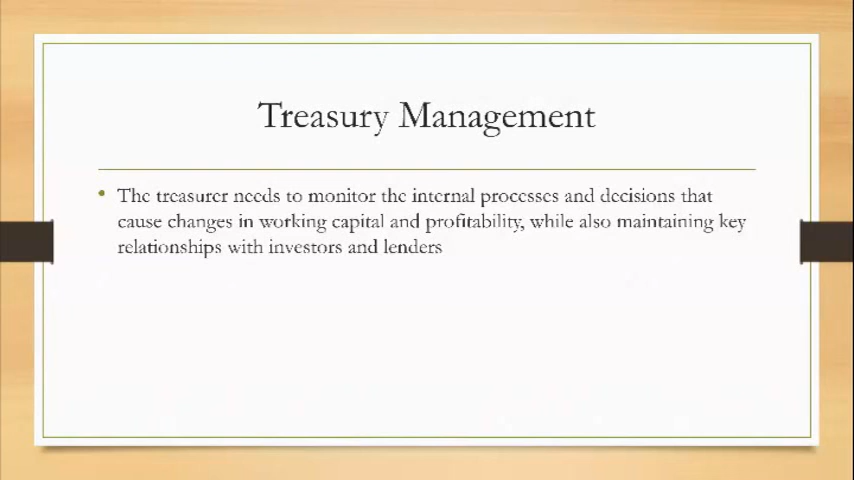 Treasury Management
• The treasurer needs to monitor the internal processes and decisions that
cause changes in working capital and profitability, while also maintaining key
relationships with investors and lenders